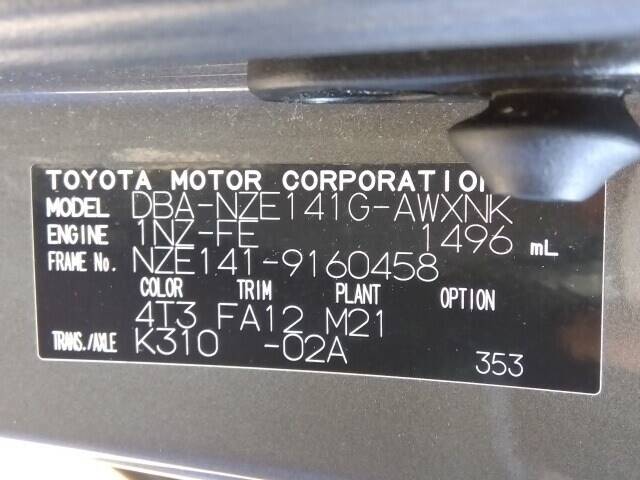 TOYOTA MOTOR CORPORATION
MODEL DBA-NZE141G-AWXNK
ENGINE 1NZ-FE 1496 mL
FRAME No. NZE141-9160458
COLOR TRIM PLANT OPTION
4T3 FA12 M21
TRANS./AXLE K310 -02A
353